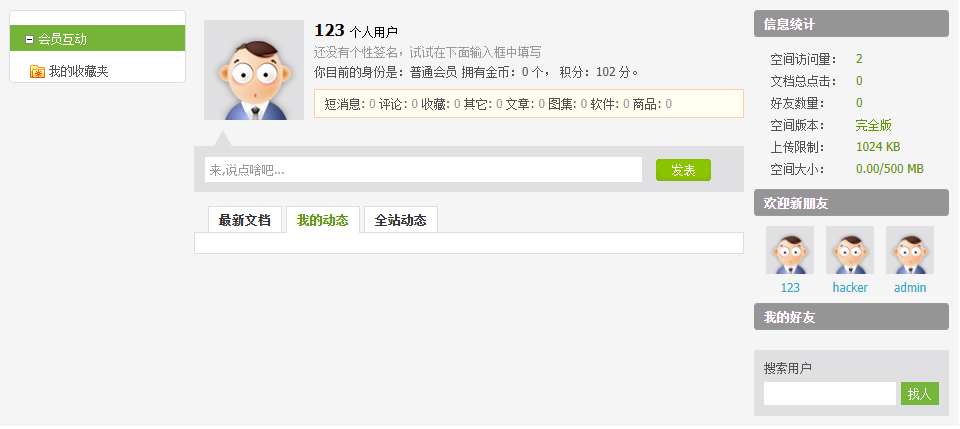 会员互动
我的收藏夹
123 个人用户
还没有个性签名，试试在下面输入框中填写
你目前的身份是：普通会员 拥有金币：0 个， 积分：102 分。
短消息: 0 评论: 0 收藏: 0 其它: 0 文章: 0 图集: 0 软件: 0 商品: 0
来,说点啥吧...
发表
最新文档 我的动态 全站动态
信息统计
空间访问量： 2
文档总点击： 0
好友数量： 0
空间版本： 完全版
上传限制： 1024 KB
空间大小： 0.00/500 MB
欢迎新朋友
123 hacker admin
我的好友
搜索用户
找人